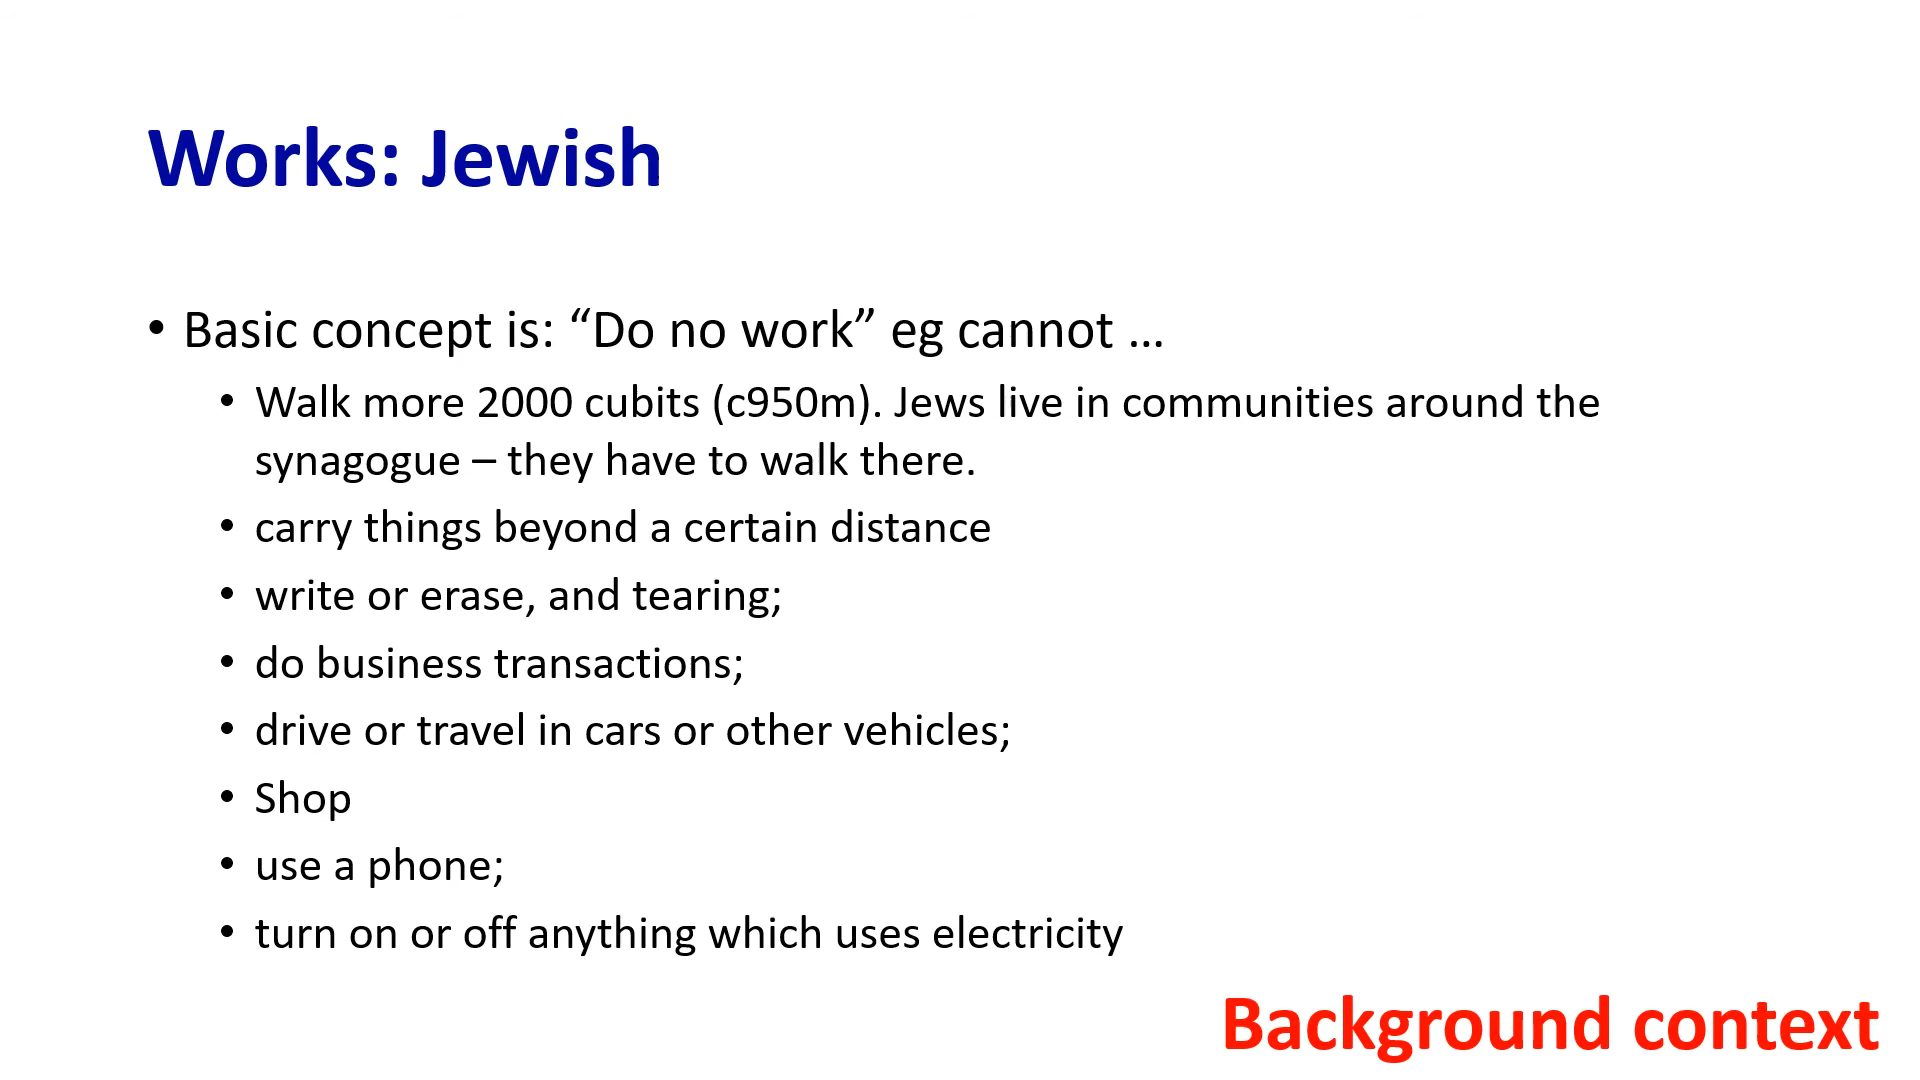 Works: Jewish
• Basic concept is: “Do no work” eg cannot …
• Walk more 2000 cubits (c950m). Jews live in communities around the
synagogue – they have to walk there.
• carry things beyond a certain distance
• write or erase, and tearing;
• do business transactions;
• drive or travel in cars or other vehicles;
• Shop
• use a phone;
• turn on or off anything which uses electricity
Background context